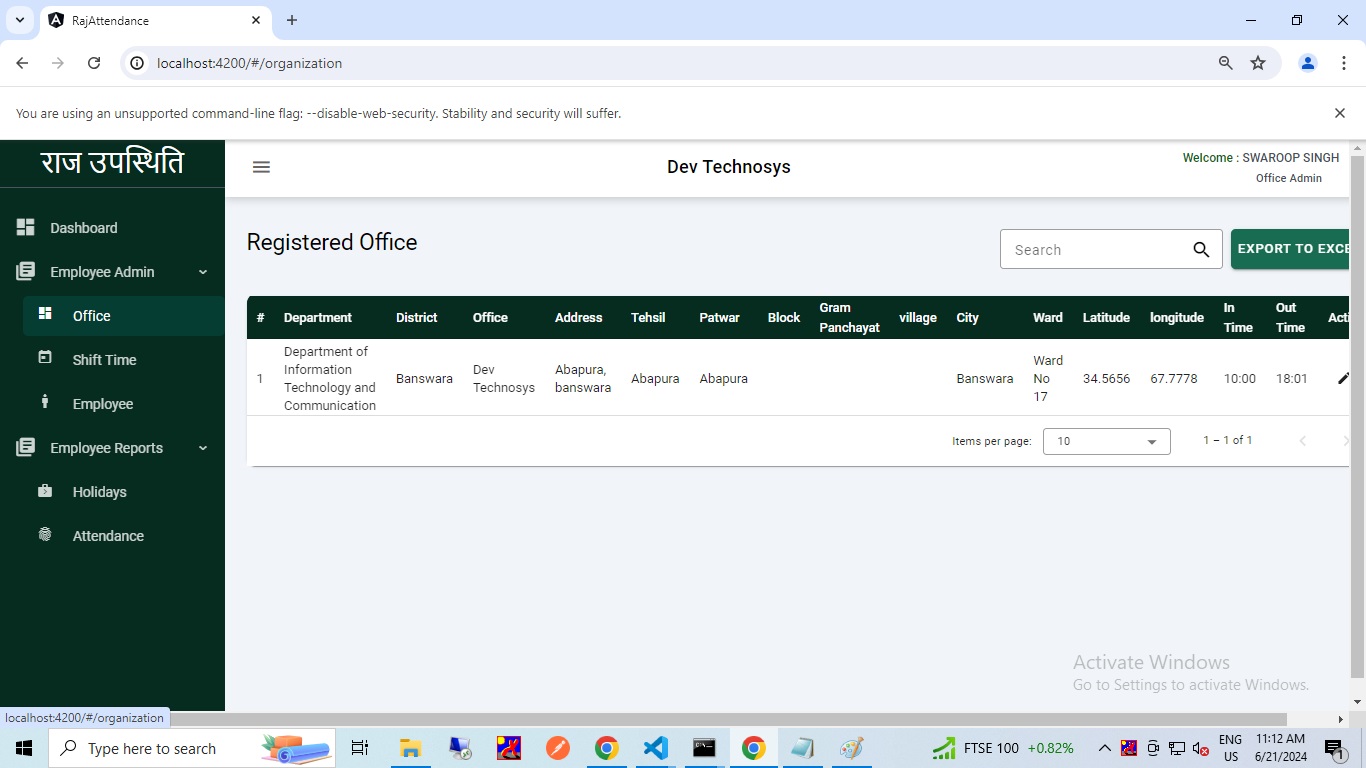 RajAttendance
localhost:4200/#/organization
You are using an unsupported command-line flag: --disable-web-security. Stability and security will suffer.
राज उपस्थिति
Dev Technosys
Welcome : SWAROOP SINGH
Office Admin
Dashboard
Employee Admin
Office
Shift Time
Employee
Employee Reports
Holidays
Attendance
Registered Office
Search
EXPORT TO EXCE
# Department District Office Address Tehsil Patwar Block Gram Panchayat village City Ward Latitude longitude In Time Out Time Acti
1 Department of Information Technology and Communication Banswara Dev Technosys Abapura, banswara Abapura Abapura Banswara Ward No 17 34.5656 67.7778 10:00 18:01
Items per page: 10 1 – 1 of 1
Activate Windows
Go to Settings to activate Windows.
localhost:4200/#/organization
Type here to search
FTSE 100 +0.82%
ENG
US
11:12 AM
6/21/2024
1